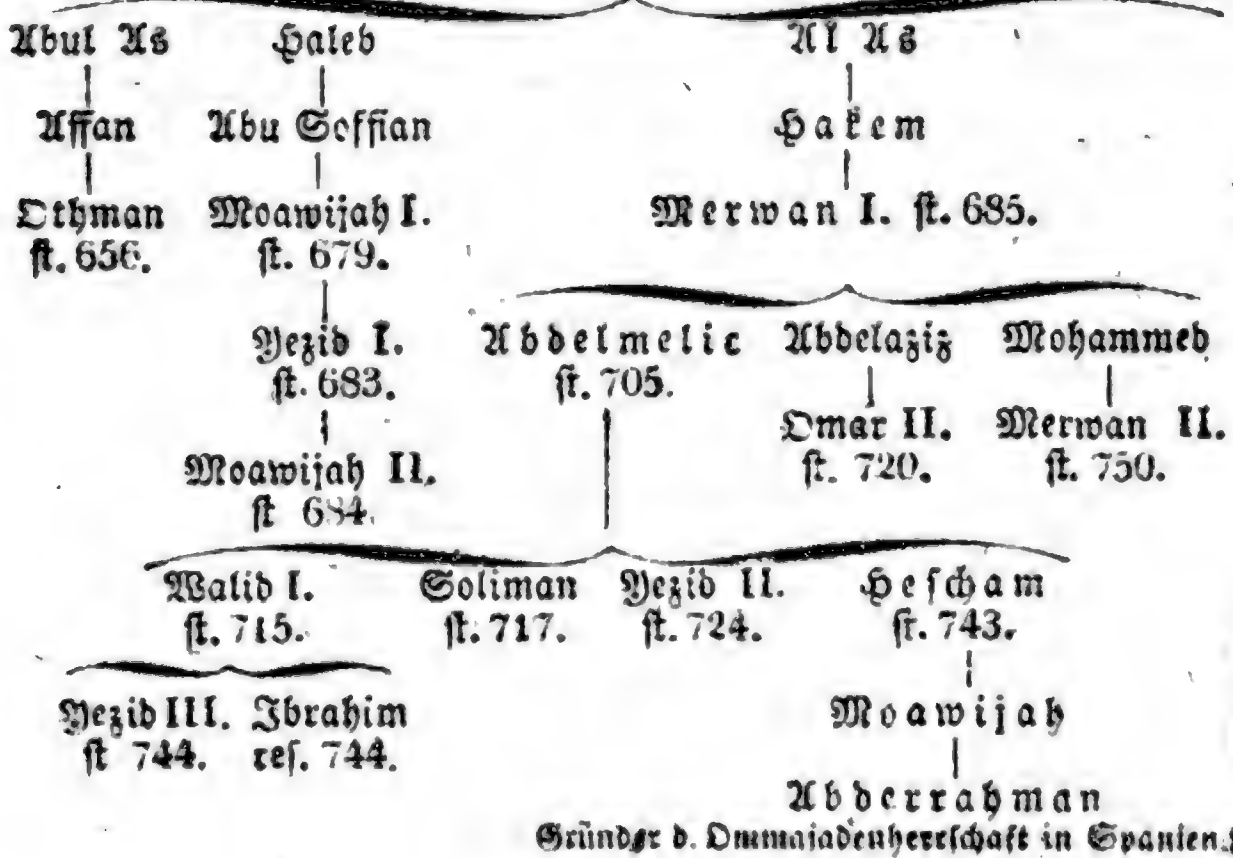 Abul As Haleb Al As
Affan Abu Soffian Hakem
Othman Moawijah I. Merwan I. st. 685.
st. 656. st. 679.
Yezid I. Abdelmelic Abdelaziz Mohammed
st. 683. st. 705.
Omar II. Merwan II.
st. 720. st. 750.
Moawijah II.
st 684.
Walid I. Soliman Yezid II. Hescham
st. 715. st. 717. st. 724. st. 743.
Yezid III. Ibrahim Moawijah
st 744. res. 744.
Abderrahman
Gründer d. Ommajadenherrschaft in Spanien.